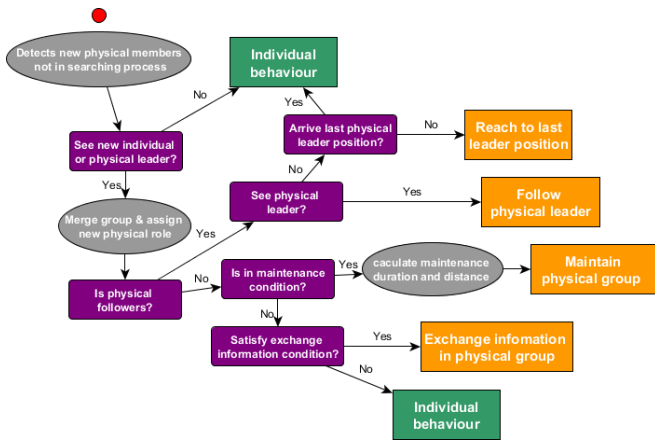 Detects new physical members
not in searching process
Individual
behaviour
No
Yes
See new individual
or physical leader?
Arrive last physical
leader position?
No
Reach to last
leader position
Yes
No
Merge group & assign
new physical role
Yes
See physical
leader?
Yes
Follow
physical leader
Is physical
followers?
No
Is in maintenance
condition?
Yes
caculate maintenance
duration and distance
Maintain
physical group
No
Satisfy exchange
information condition?
Yes
Exchange infomation
in physical group
No
Individual
behaviour